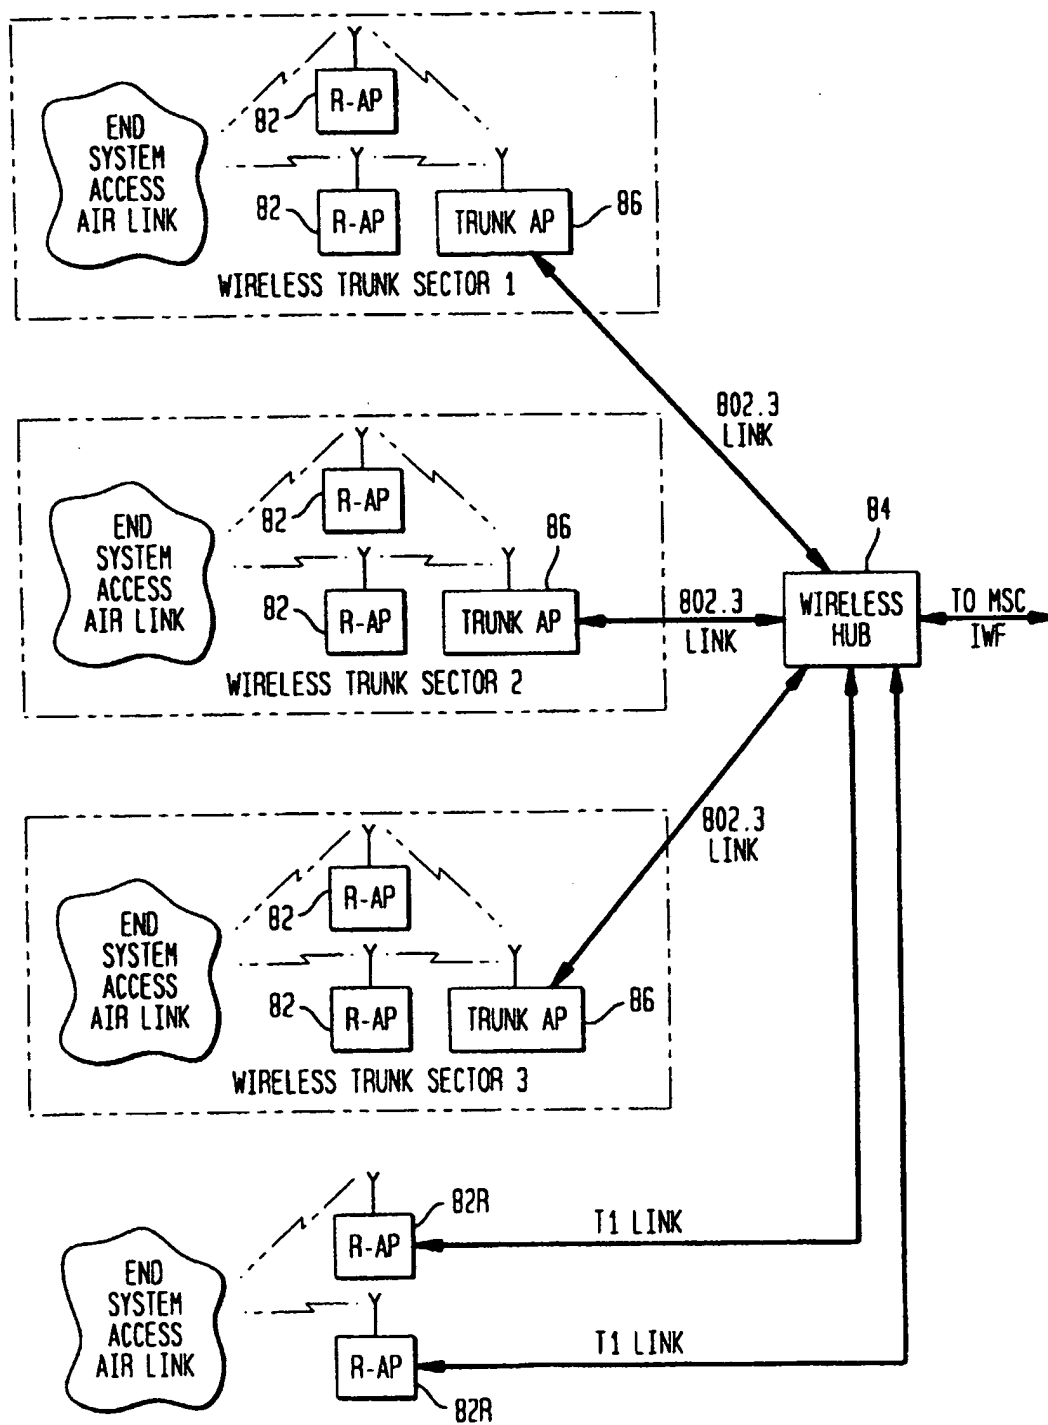 R-AP
82
END
SYSTEM
ACCESS
AIR LINK
82
R-AP
TRUNK AP
86
WIRELESS TRUNK SECTOR 1
802.3
LINK
R-AP
82
END
SYSTEM
ACCESS
AIR LINK
86
82
R-AP
TRUNK AP
WIRELESS TRUNK SECTOR 2
802.3
LINK
84
WIRELESS
HUB
TO MSC
IWF
802.3
LINK
R-AP
82
END
SYSTEM
ACCESS
AIR LINK
82
R-AP
TRUNK AP
86
WIRELESS TRUNK SECTOR 3
82R
R-AP
T1 LINK
END
SYSTEM
ACCESS
AIR LINK
R-AP
T1 LINK
82R